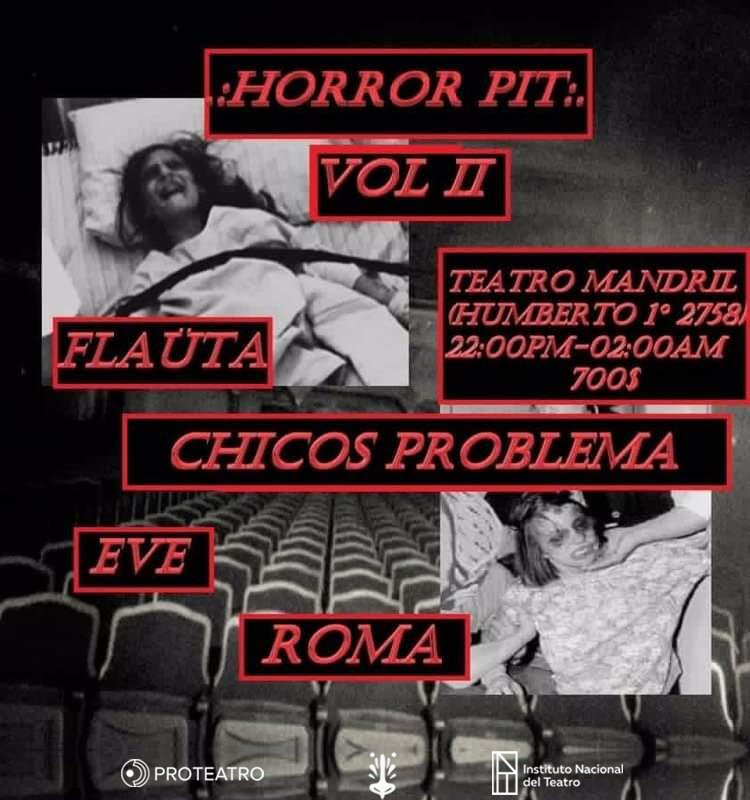 .:HORROR PIT:.
VOL II
TEATRO MANDRIL
(HUMBERTO 1° 2758)
22:00PM-02:00AM
700$
FLAÜTA
CHICOS PROBLEMA
EVE
ROMA
PROTEATRO
Instituto Nacional
del Teatro